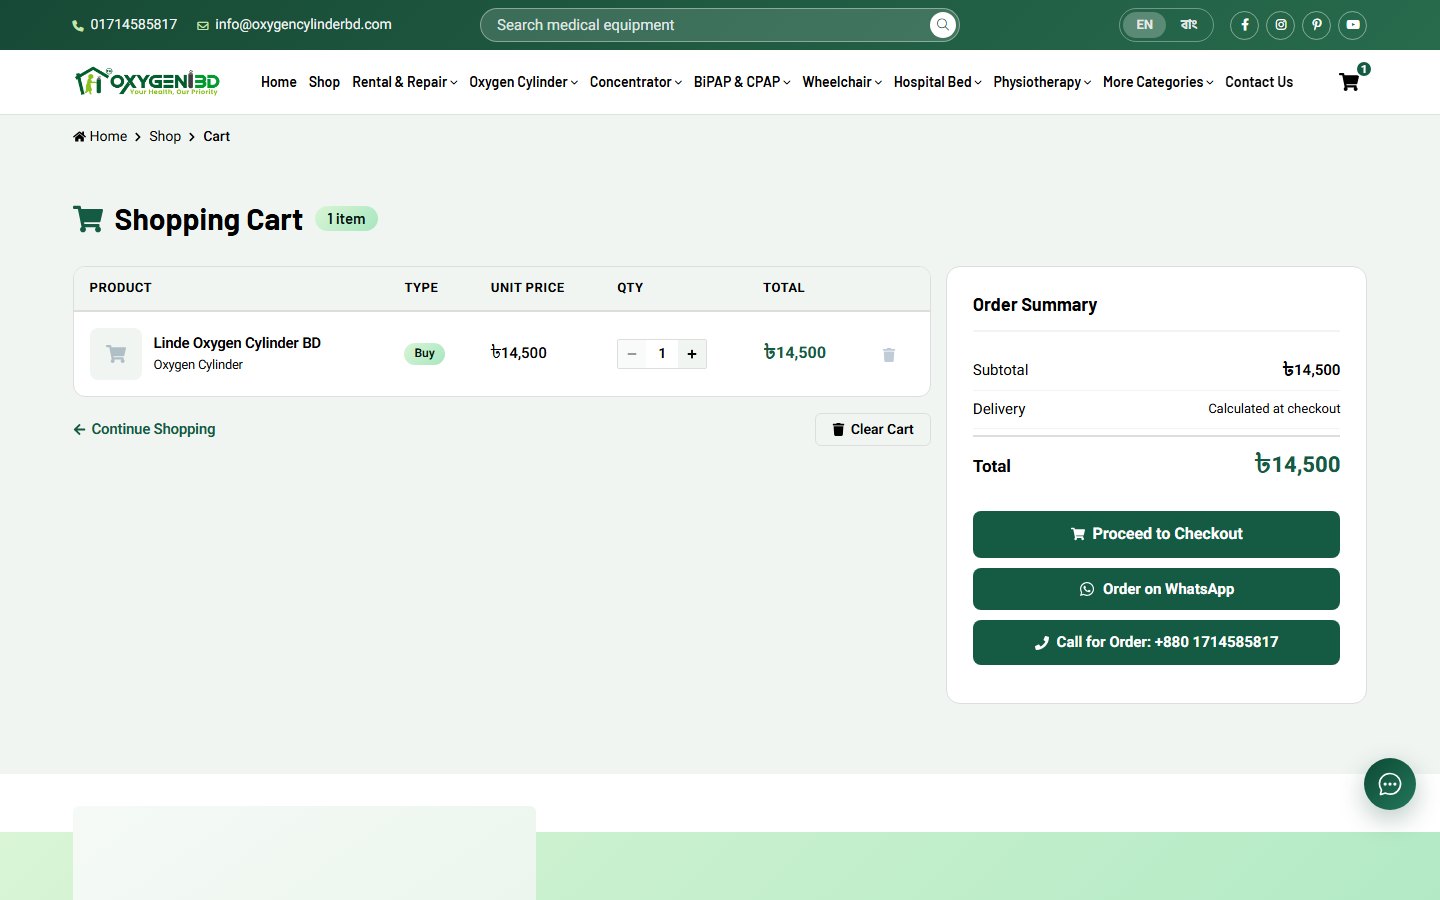 01714585817
info@oxygencylinderbd.com
Search medical equipment
EN
বাং
OXYGEN BD
Your Health, Our Priority
Home
Shop
Rental & Repair
Oxygen Cylinder
Concentrator
BiPAP & CPAP
Wheelchair
Hospital Bed
Physiotherapy
More Categories
Contact Us
1
Home > Shop > Cart
Shopping Cart
1 item
PRODUCT
TYPE
UNIT PRICE
QTY
TOTAL
Linde Oxygen Cylinder BD
Oxygen Cylinder
Buy
৳14,500
− 1 +
৳14,500
Continue Shopping
Clear Cart
Order Summary
Subtotal
৳14,500
Delivery
Calculated at checkout
Total
৳14,500
Proceed to Checkout
Order on WhatsApp
Call for Order: +880 1714585817